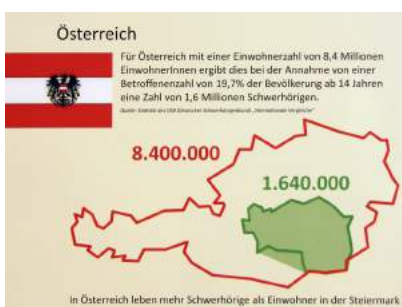 Österreich
Für Österreich mit einer Einwohnerzahl von 8,4 Millionen
EinwohnerInnen ergibt dies bei der Annahme von einer
Betroffenenzahl von 19,7% der Bevölkerung ab 14 Jahren
eine Zahl von 1,6 Millionen Schwerhörigen.
8.400.000
1.640.000
In Österreich leben mehr Schwerhörige als Einwohner in der Steiermark